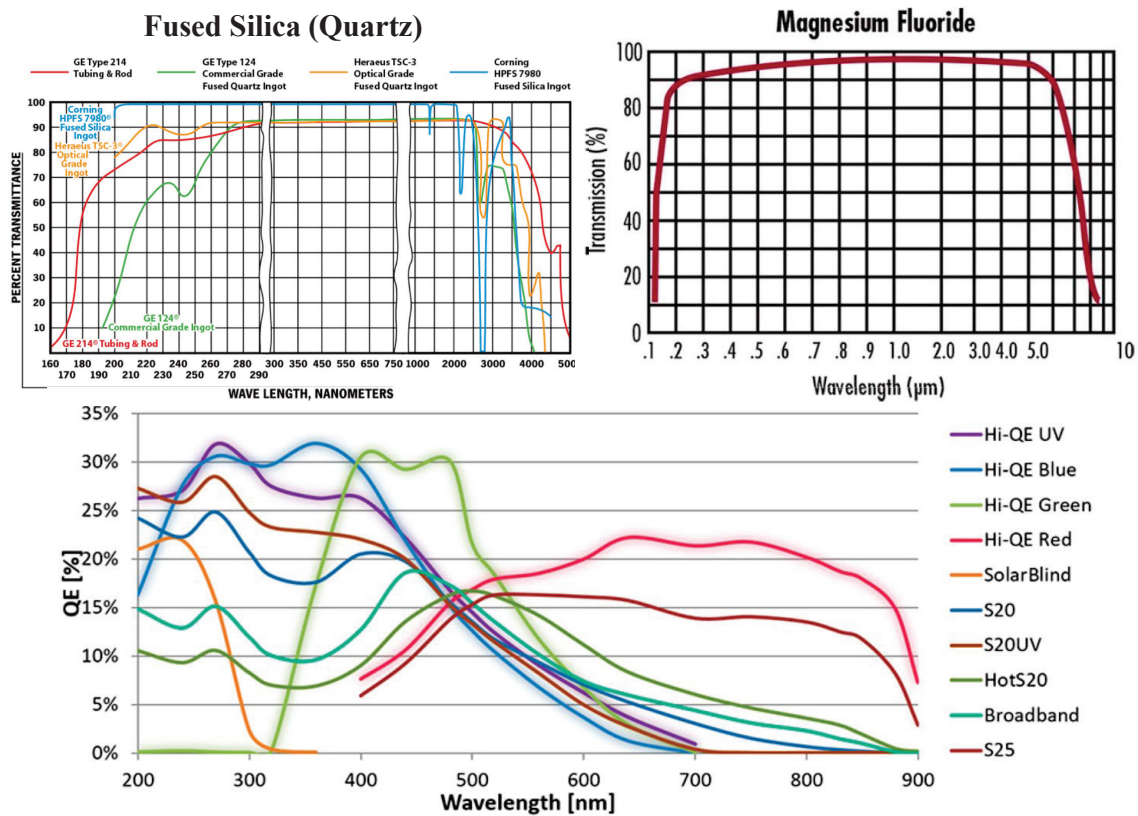 Fused Silica (Quartz)
GE Type 214
Tubing & Rod
GE Type 124
Commercial Grade
Fused Quartz Ingot
Heraeus TSC-3
Optical Grade
Fused Quartz Ingot
Corning
HPFS 7980
Fused Silica Ingot
PERCENT TRANSMITTANCE
100
90
80
70
60
50
40
30
20
10
Corning
HPFS 7980®
Fused Silica
Ingot
Heraeus TSC-3®
Optical
Grade
Ingot
GE 124®
Commercial Grade Ingot
GE 214® Tubing & Rod
160 180 200 220 240 260 280 300 350 450 550 650 750 1000 2000 3000 4000 500
170 190 210 230 250 270 290
WAVE LENGTH, NANOMETERS
Magnesium Fluoride
Transmission (%)
100
80
60
40
20
0
.1 .2 .3 .4 .5 .6 .7 .8 .9 1.0 2.0 3.0 4.0 5.0 10
Wavelength (µm)
QE [%]
35%
30%
25%
20%
15%
10%
5%
0%
200 300 400 500 600 700 800 900
Wavelength [nm]
Hi-QE UV
Hi-QE Blue
Hi-QE Green
Hi-QE Red
SolarBlind
S20
S20UV
HotS20
Broadband
S25